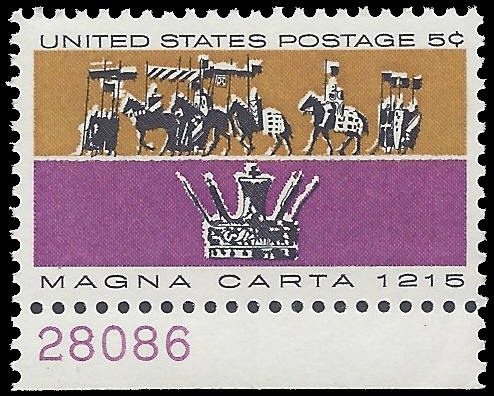 UNITED STATES POSTAGE 5¢
MAGNA CARTA 1215
28086